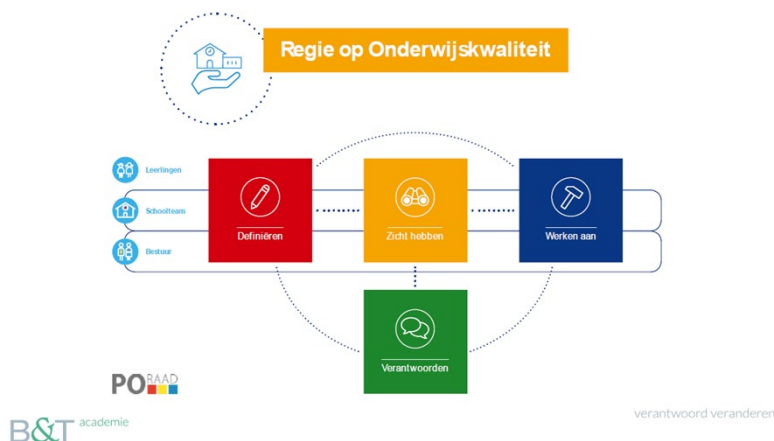 Regie op Onderwijskwaliteit
Leerlingen
Schoolteam
Bestuur
Definiëren
Zicht hebben
Werken aan
Verantwoorden
PO RAAD
B&T academie
verantwoord veranderen